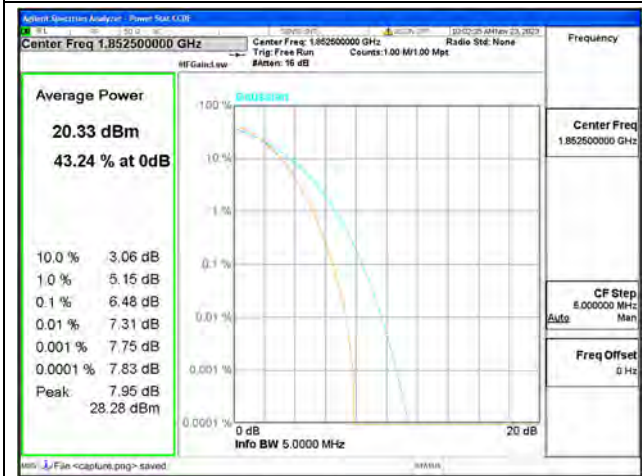 Agilent Spectrum Analyzer - Power Stat CCDF
Center Freq 1.852500000 GHz
Center Freq: 1.852500000 GHz
Radio Std: None
Trig: Free Run
Counts:1.00 M/1.00 Mpt
#IFGain:Low
#Atten: 16 dB
Frequency
Average Power
20.33 dBm
43.24 % at 0dB
10.0 % 3.06 dB
1.0 % 5.15 dB
0.1 % 6.48 dB
0.01 % 7.31 dB
0.001 % 7.75 dB
0.0001 % 7.83 dB
Peak 7.95 dB
28.28 dBm
Gaussian
100 %
10 %
1 %
0.1 %
0.01 %
0.001 %
0.0001 %
0 dB
20 dB
Info BW 5.0000 MHz
Center Freq
1.852500000 GHz
CF Step
5.000000 MHz
Auto Man
Freq Offset
0 Hz
MSG File <capture.png> saved
STATUS